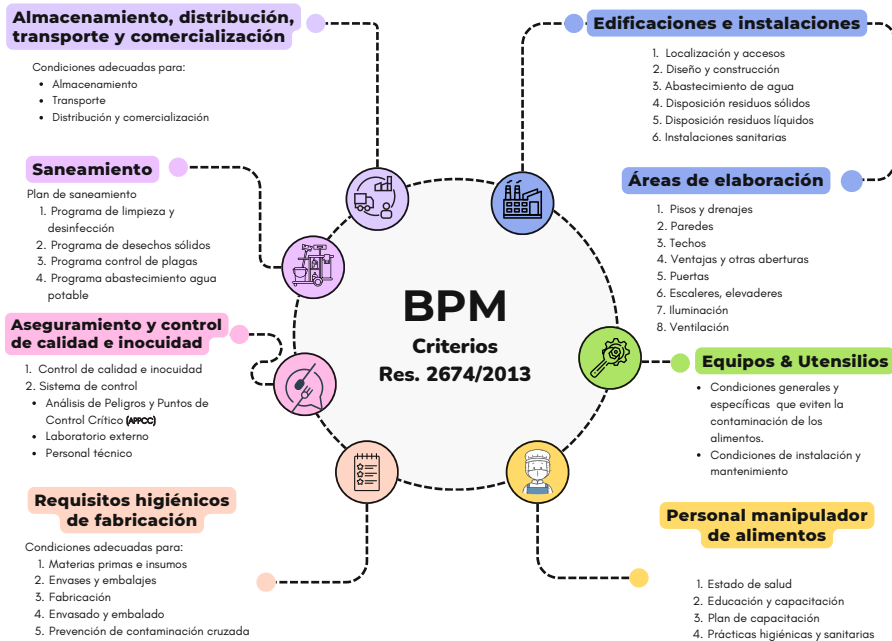 Almacenamiento, distribución,
transporte y comercialización
Condiciones adecuadas para:
• Almacenamiento
• Transporte
• Distribución y comercialización
Saneamiento
Plan de saneamiento
1. Programa de limpieza y
desinfección
2. Programa de desechos sólidos
3. Programa control de plagas
4. Programa abastecimiento agua
potable
Aseguramiento y control
de calidad e inocuidad
1. Control de calidad e inocuidad
2. Sistema de control
• Análisis de Peligros y Puntos de
Control Crítico (APPCC)
• Laboratorio externo
• Personal técnico
Requisitos higiénicos
de fabricación
Condiciones adecuadas para:
1. Materias primas e insumos
2. Envases y embalajes
3. Fabricación
4. Envasado y embalado
5. Prevención de contaminación cruzada
BPM
Criterios
Res. 2674/2013
Edificaciones e instalaciones
1. Localización y accesos
2. Diseño y construcción
3. Abastecimiento de agua
4. Disposición residuos sólidos
5. Disposición residuos líquidos
6. Instalaciones sanitarias
Áreas de elaboración
1. Pisos y drenajes
2. Paredes
3. Techos
4. Ventajas y otras aberturas
5. Puertas
6. Escaleres, elevaderes
7. Iluminación
8. Ventilación
Equipos & Utensilios
• Condiciones generales y
específicas que eviten la
contaminación de los
alimentos.
• Condiciones de instalación y
mantenimiento
Personal manipulador
de alimentos
1. Estado de salud
2. Educación y capacitación
3. Plan de capacitación
4. Prácticas higiénicas y sanitarias